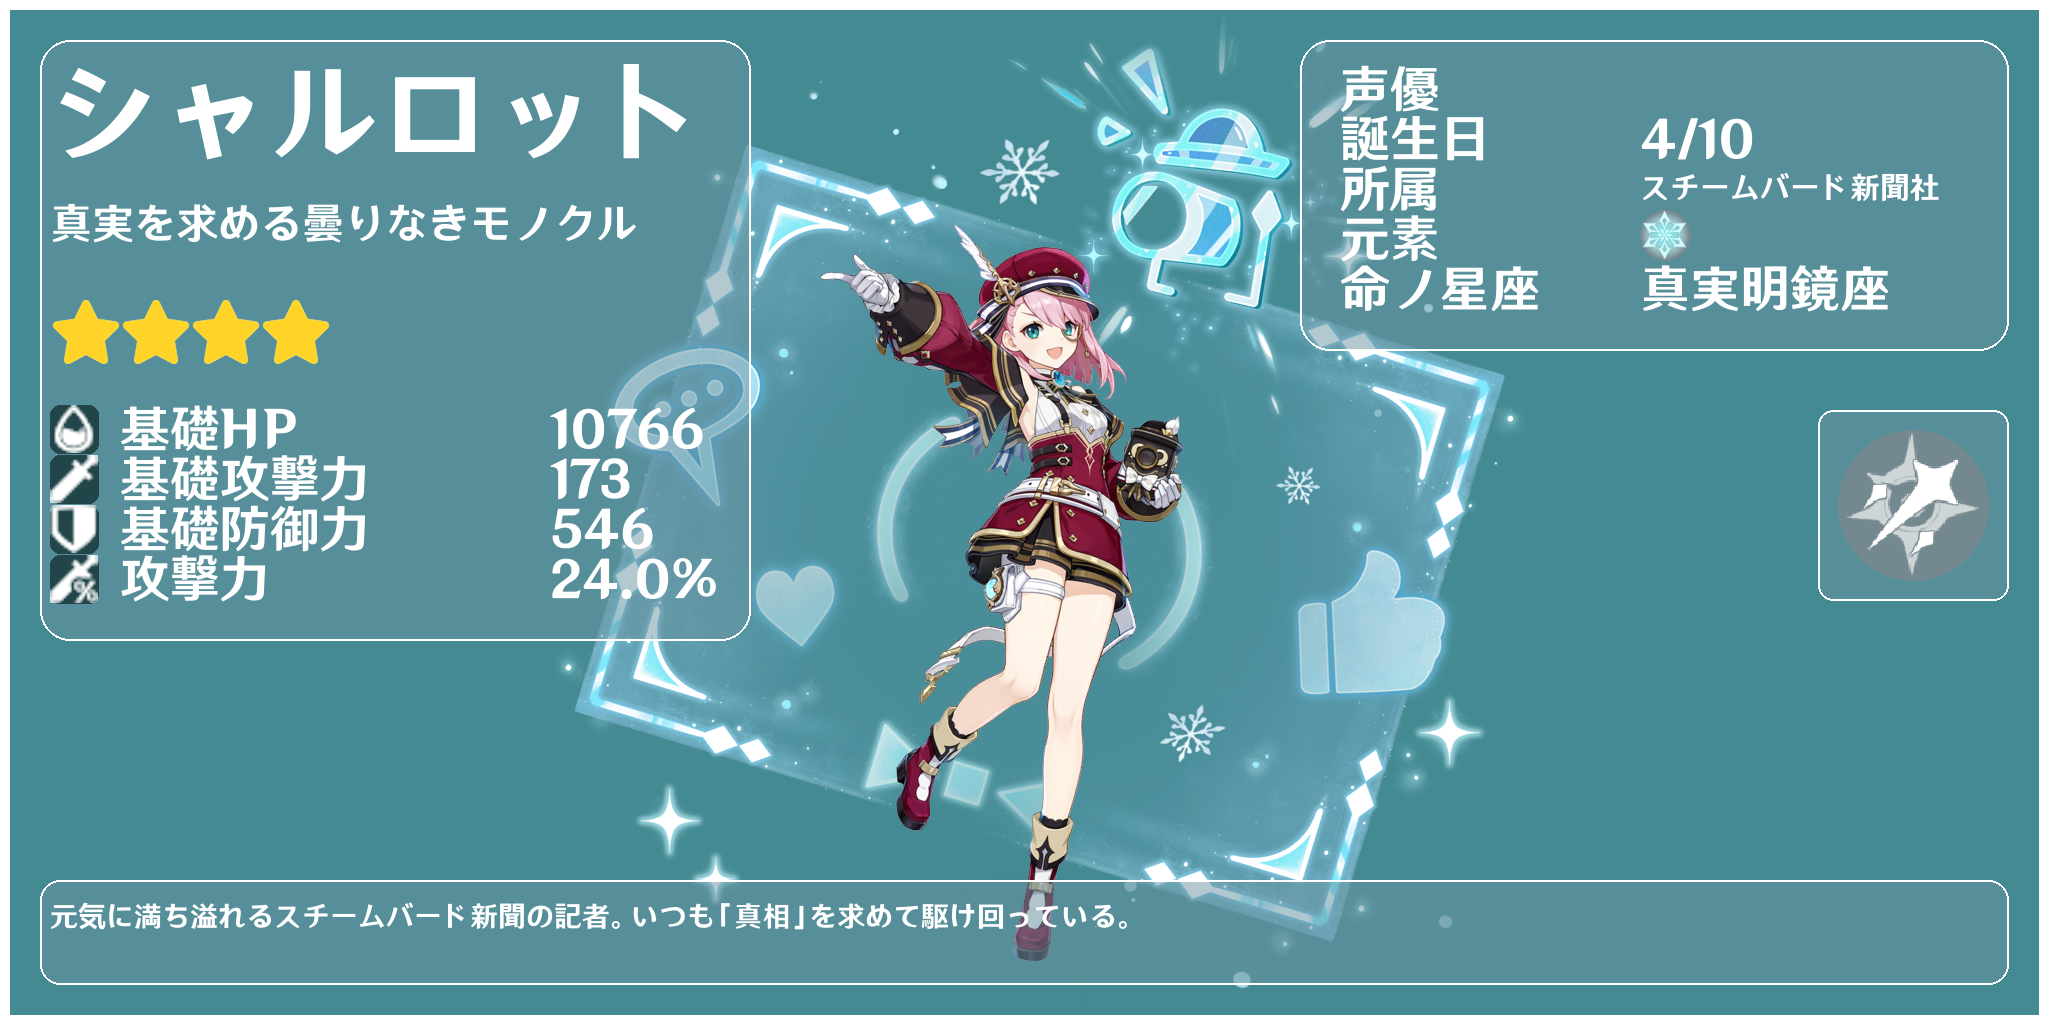 シャルロット
真実を求める曇りなきモノクル
基礎HP 10766
基礎攻撃力 173
基礎防御力 546
攻撃力 24.0%
声優
誕生日 4/10
所属 スチームバード新聞社
元素
命ノ星座 真実明鏡座
元気に満ち溢れるスチームバード新聞の記者。いつも「真相」を求めて駆け回っている。